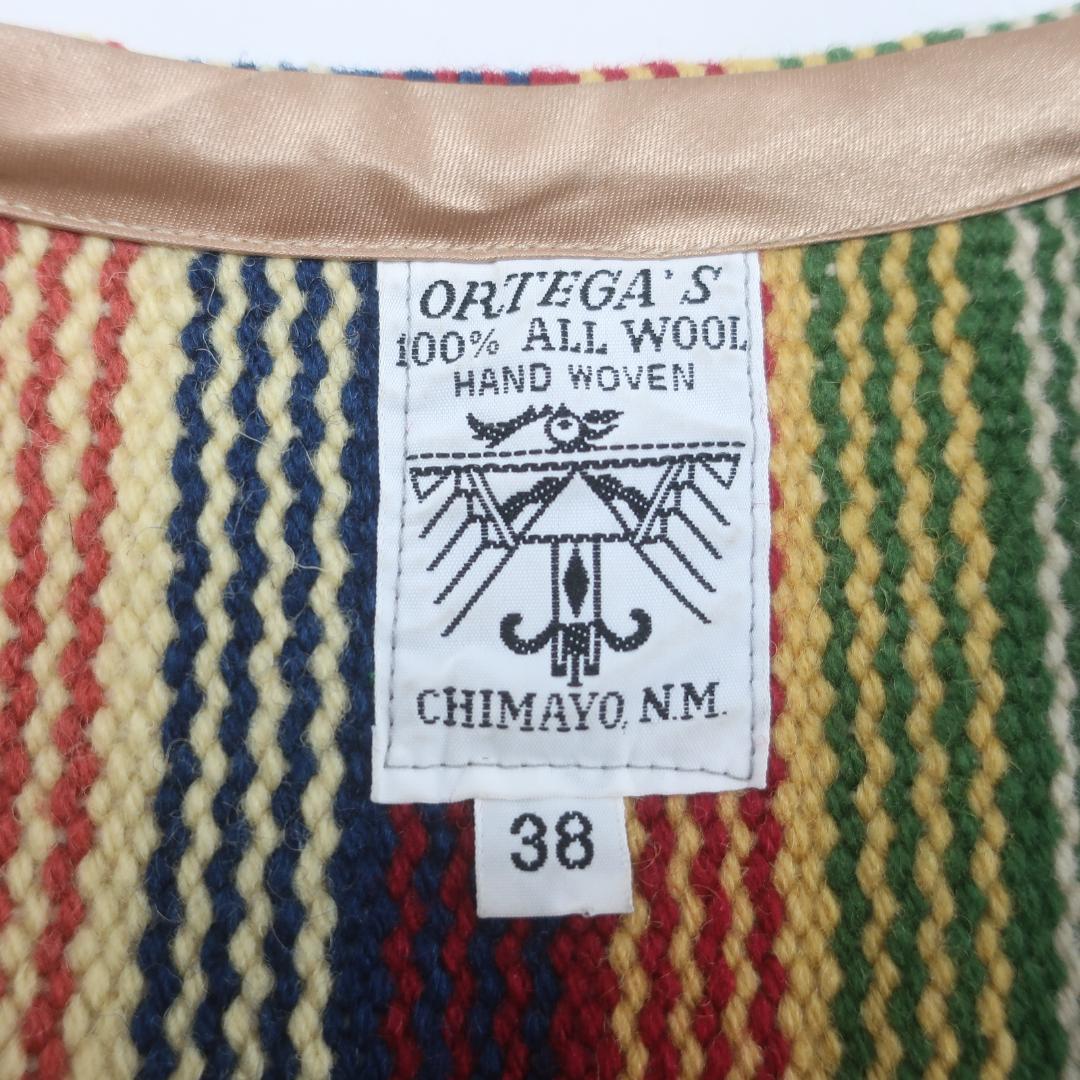 ORTEGA'S
100% ALL WOOL
HAND WOVEN
CHIMAYO, N.M.
38